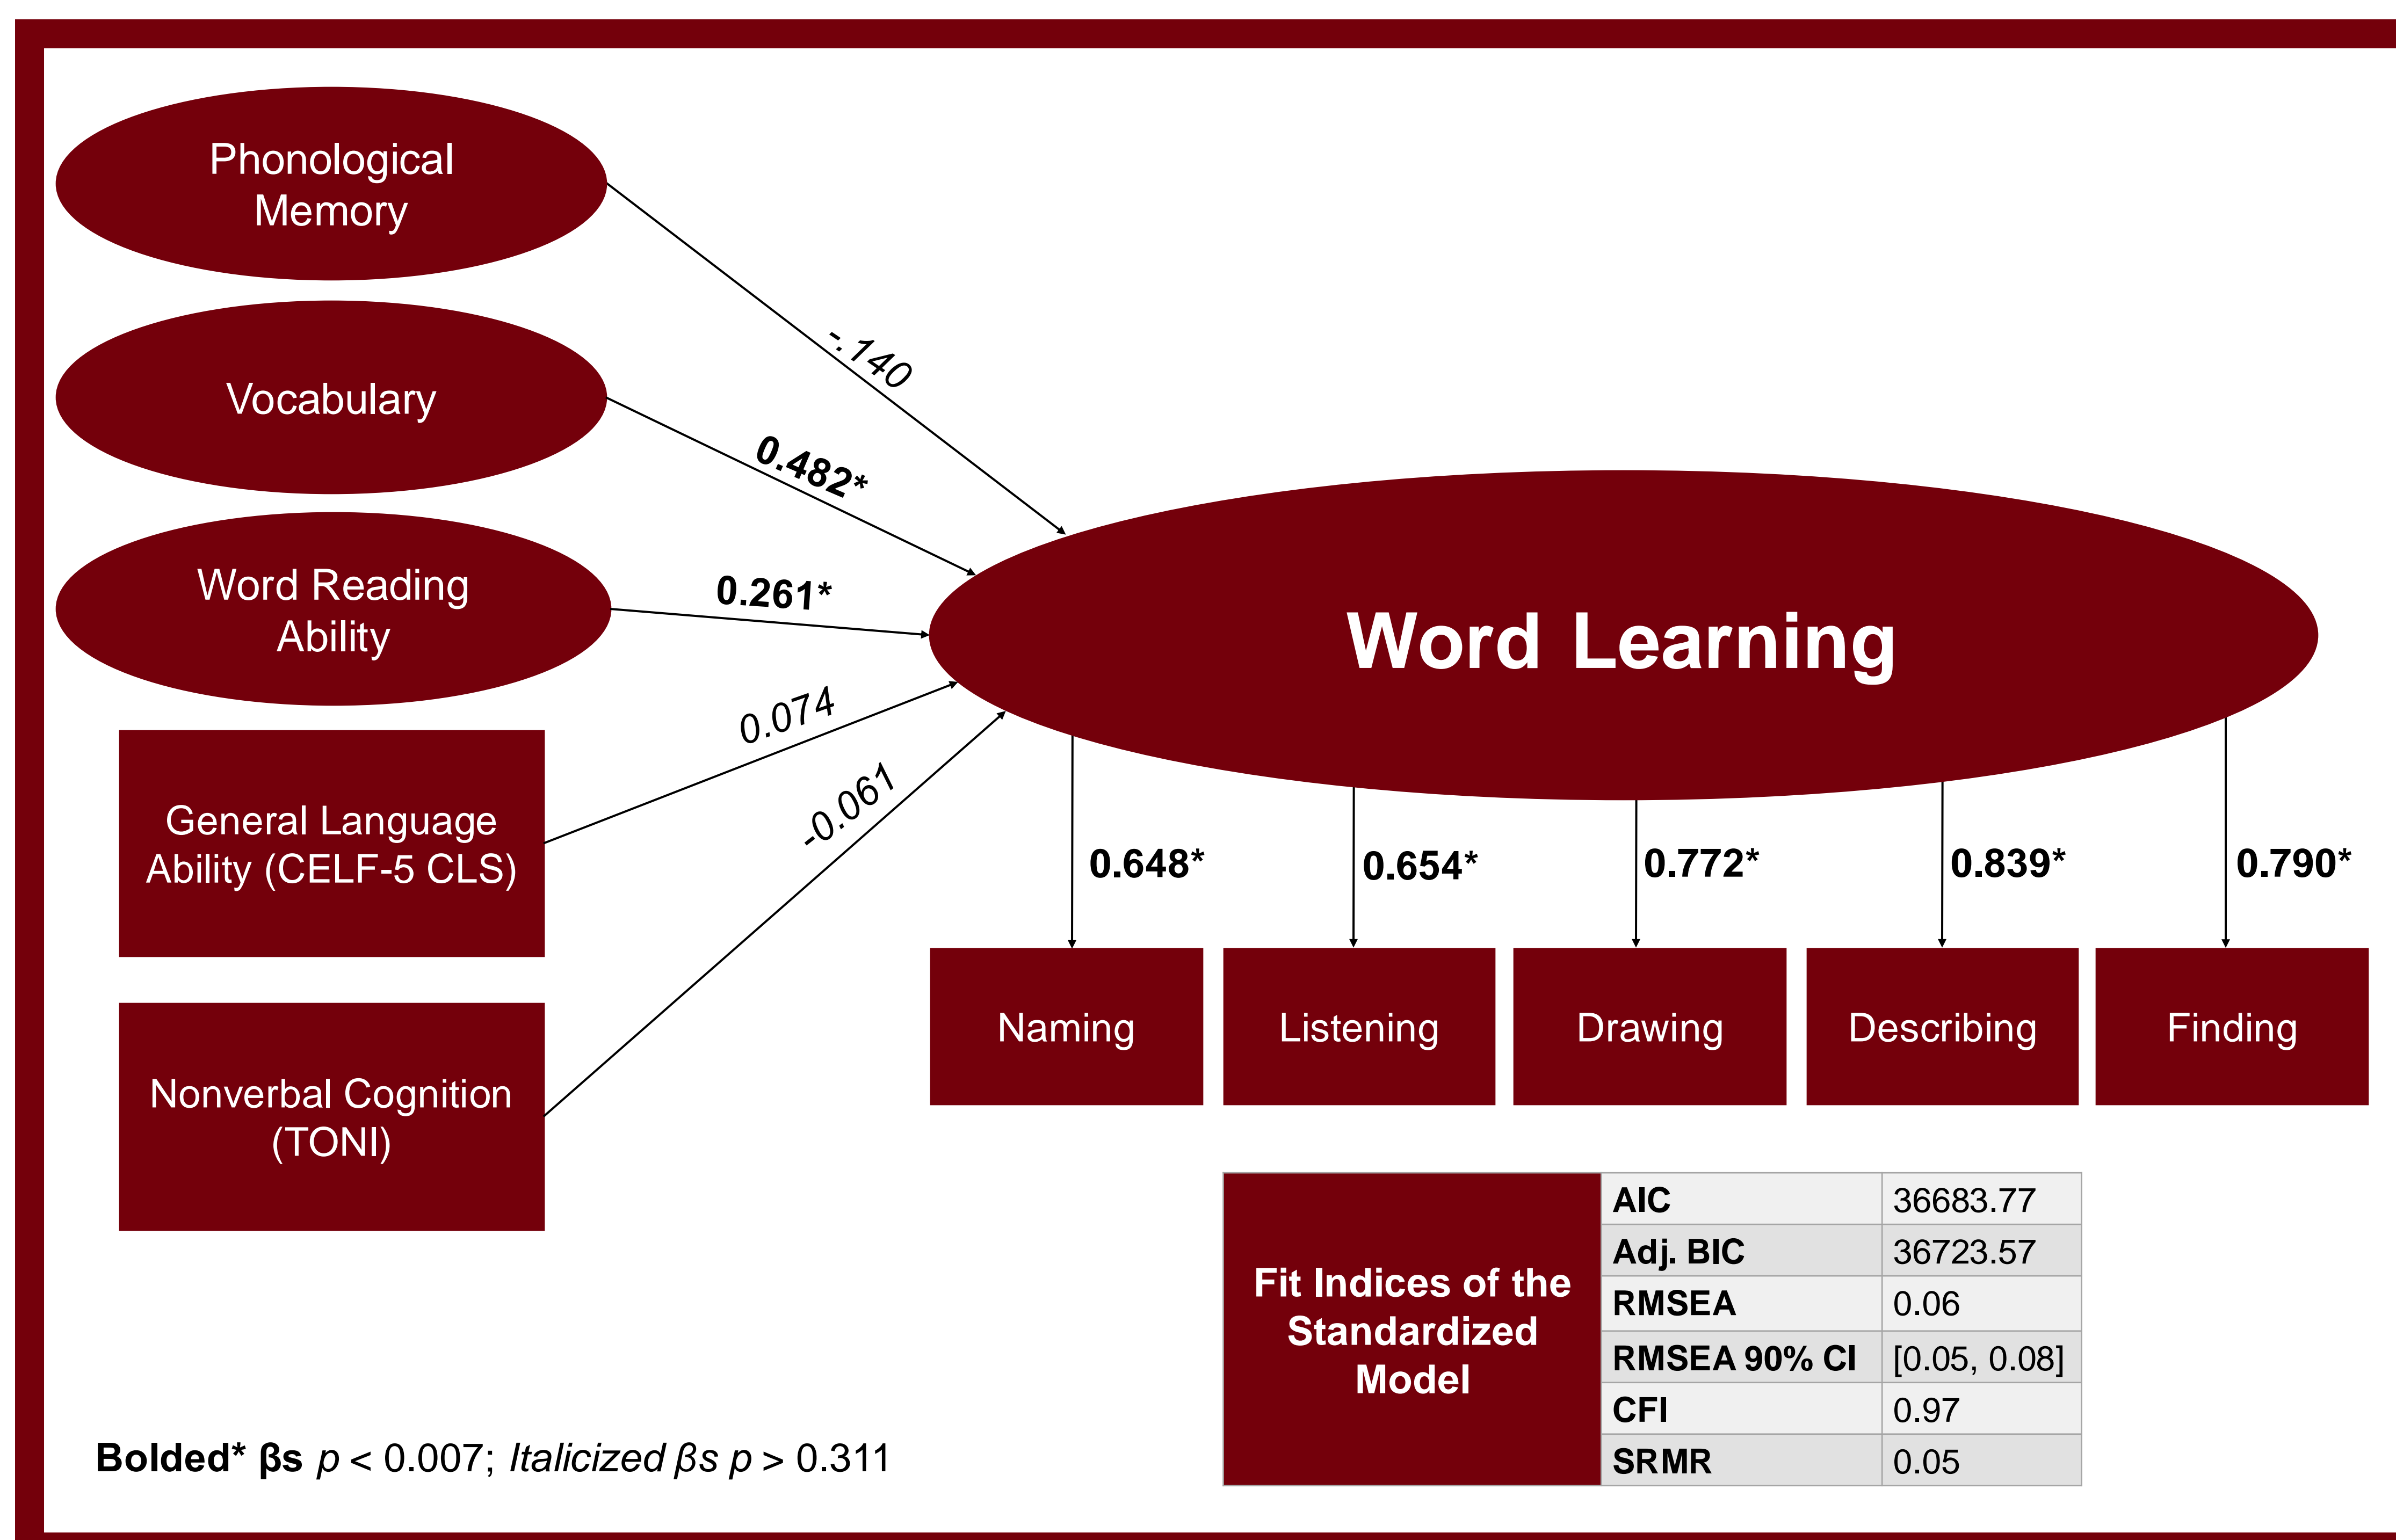 Phonological
Memory
-.140
Vocabulary
0.482*
Word Reading
Ability
0.261*
Word Learning
General Language
Ability (CELF-5 CLS)
0.074
Nonverbal Cognition
(TONI)
-0.061
0.648*
0.654*
0.772*
0.839*
0.790*
Naming
Listening
Drawing
Describing
Finding
Fit Indices of the
Standardized
Model
AIC 36683.77
Adj. BIC 36723.57
RMSEA 0.06
RMSEA 90% CI [0.05, 0.08]
CFI 0.97
SRMR 0.05
Bolded* βs p < 0.007; Italicized βs p > 0.311